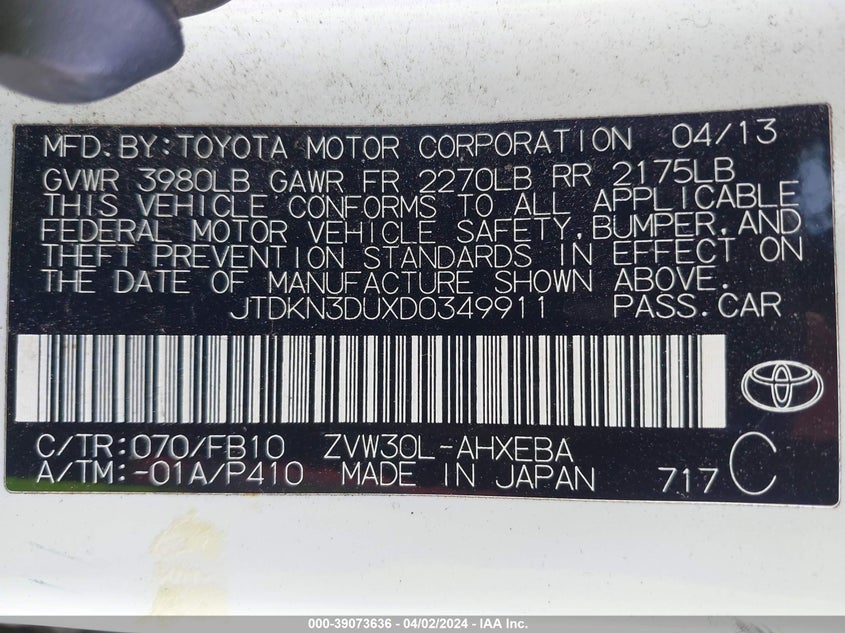 MFD. BY: TOYOTA MOTOR CORPORATION 04/13
GVWR 3980LB GAWR FR 2270LB RR 2175LB
THIS VEHICLE CONFORMS TO ALL APPLICABLE
FEDERAL MOTOR VEHICLE SAFETY, BUMPER, AND
THEFT PREVENTION STANDARDS IN EFFECT ON
THE DATE OF MANUFACTURE SHOWN ABOVE.
JTDKN3DUXD0349911 PASS. CAR
C/TR: 070/FB10 ZVW30L-AHXEBA
A/TM: -01A/P410 MADE IN JAPAN 717 C
000-39073636 - 04/02/2024 - IAA Inc.